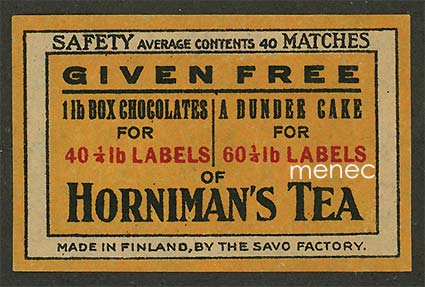 SAFETY AVERAGE CONTENTS 40 MATCHES
GIVEN FREE
1 lb BOX CHOCOLATES
FOR
40 ¼ lb LABELS
A DUNDEE CAKE
FOR
60 ¼ lb LABELS
menec
OF
HORNIMAN'S TEA
MADE IN FINLAND, BY THE SAVO FACTORY.